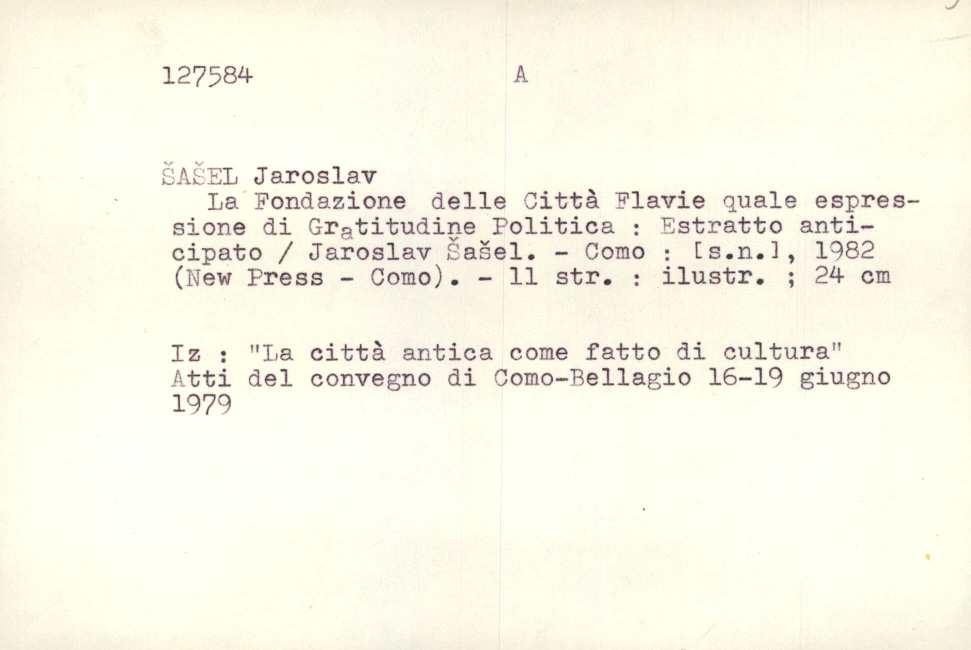 127584 A
ŠAŠEL Jaroslav
La Fondazione delle Città Flavie quale espres-
sione di Gratitudine Politica : Estratto anti-
cipato / Jaroslav Šašel. - Como : [s.n.], 1982
(New Press - Como). - 11 str. : ilustr. ; 24 cm
Iz : "La città antica come fatto di cultura"
Atti del convegno di Como-Bellagio 16-19 giugno
1979